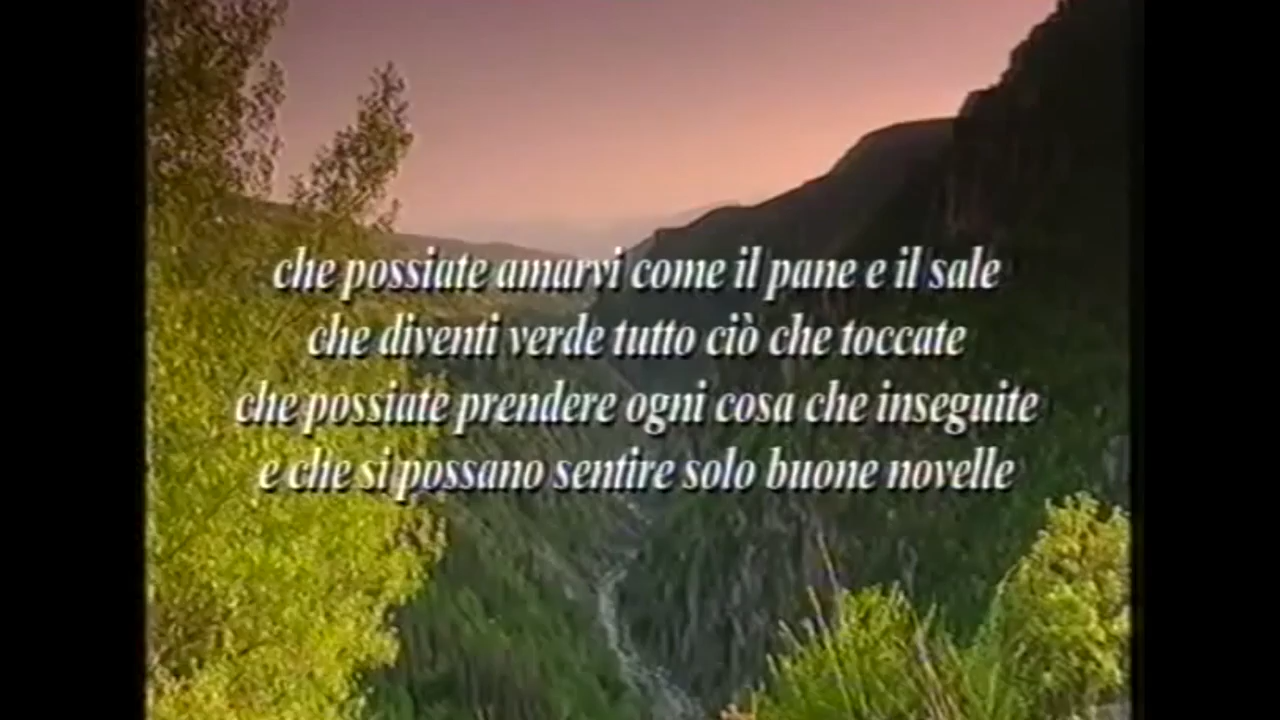 che possiate amarvi come il pane e il sale
che diventi verde tutto ciò che toccate
che possiate prendere ogni cosa che inseguite
e che si possano sentire solo buone novelle